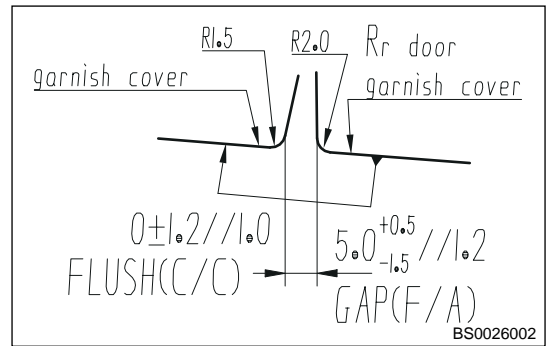 R1.5 R2.0 Rr door
garnish cover garnish cover
0±1.2//1.0 5.0 +0.5 -1.5 //1.2
FLUSH(C/C) GAP(F/A)
BS0026002